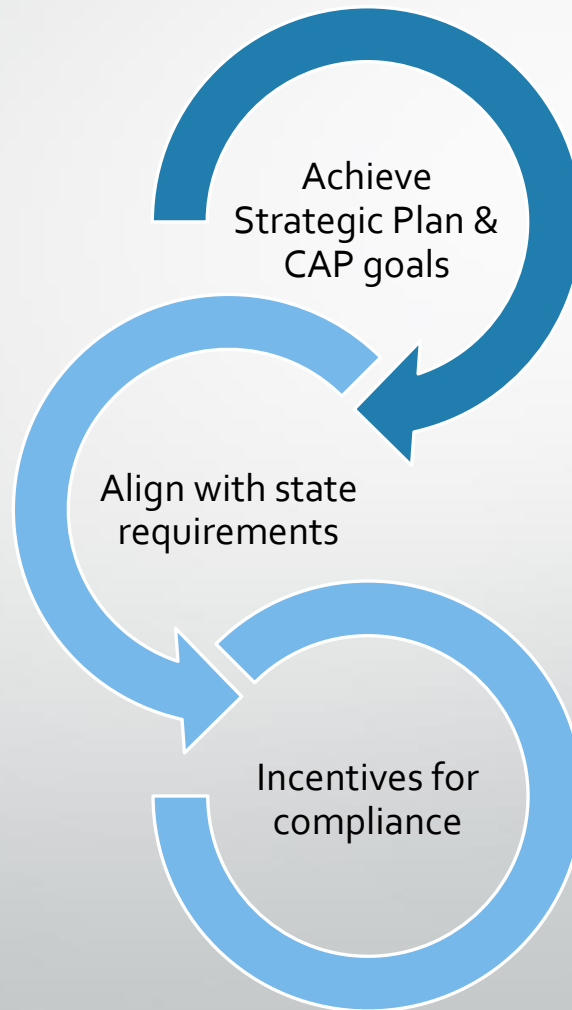 Achieve
Strategic Plan &
CAP goals
Align with state
requirements
Incentives for
compliance